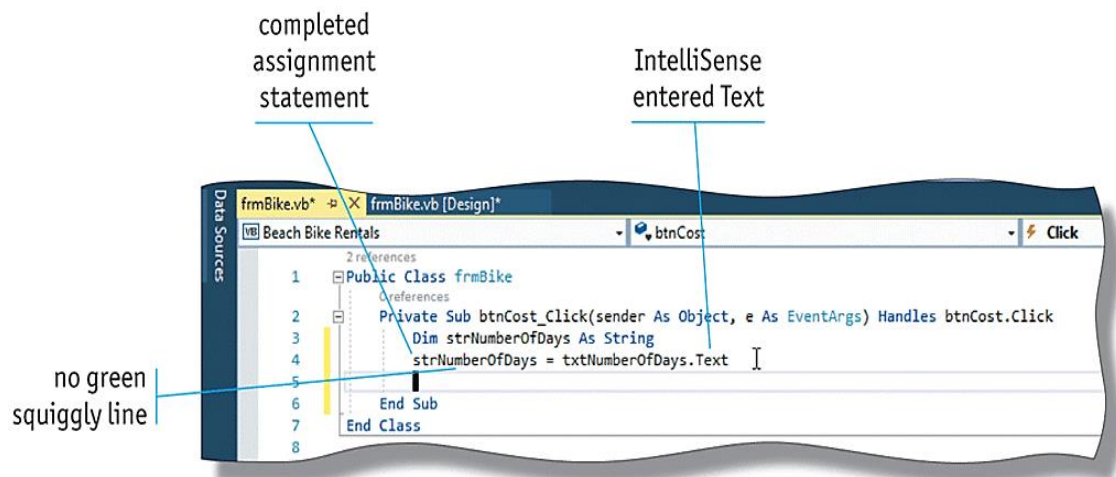 completed
assignment
statement
IntelliSense
entered Text
Data Sources
frmBike.vb* frmBike.vb [Design]*
VB Beach Bike Rentals btnCost Click
2 references
1 Public Class frmBike
0 references
2 Private Sub btnCost_Click(sender As Object, e As EventArgs) Handles btnCost.Click
3 Dim strNumberOfDays As String
4 strNumberOfDays = txtNumberOfDays.Text
no green
squiggly line
5
6 End Sub
7 End Class
8